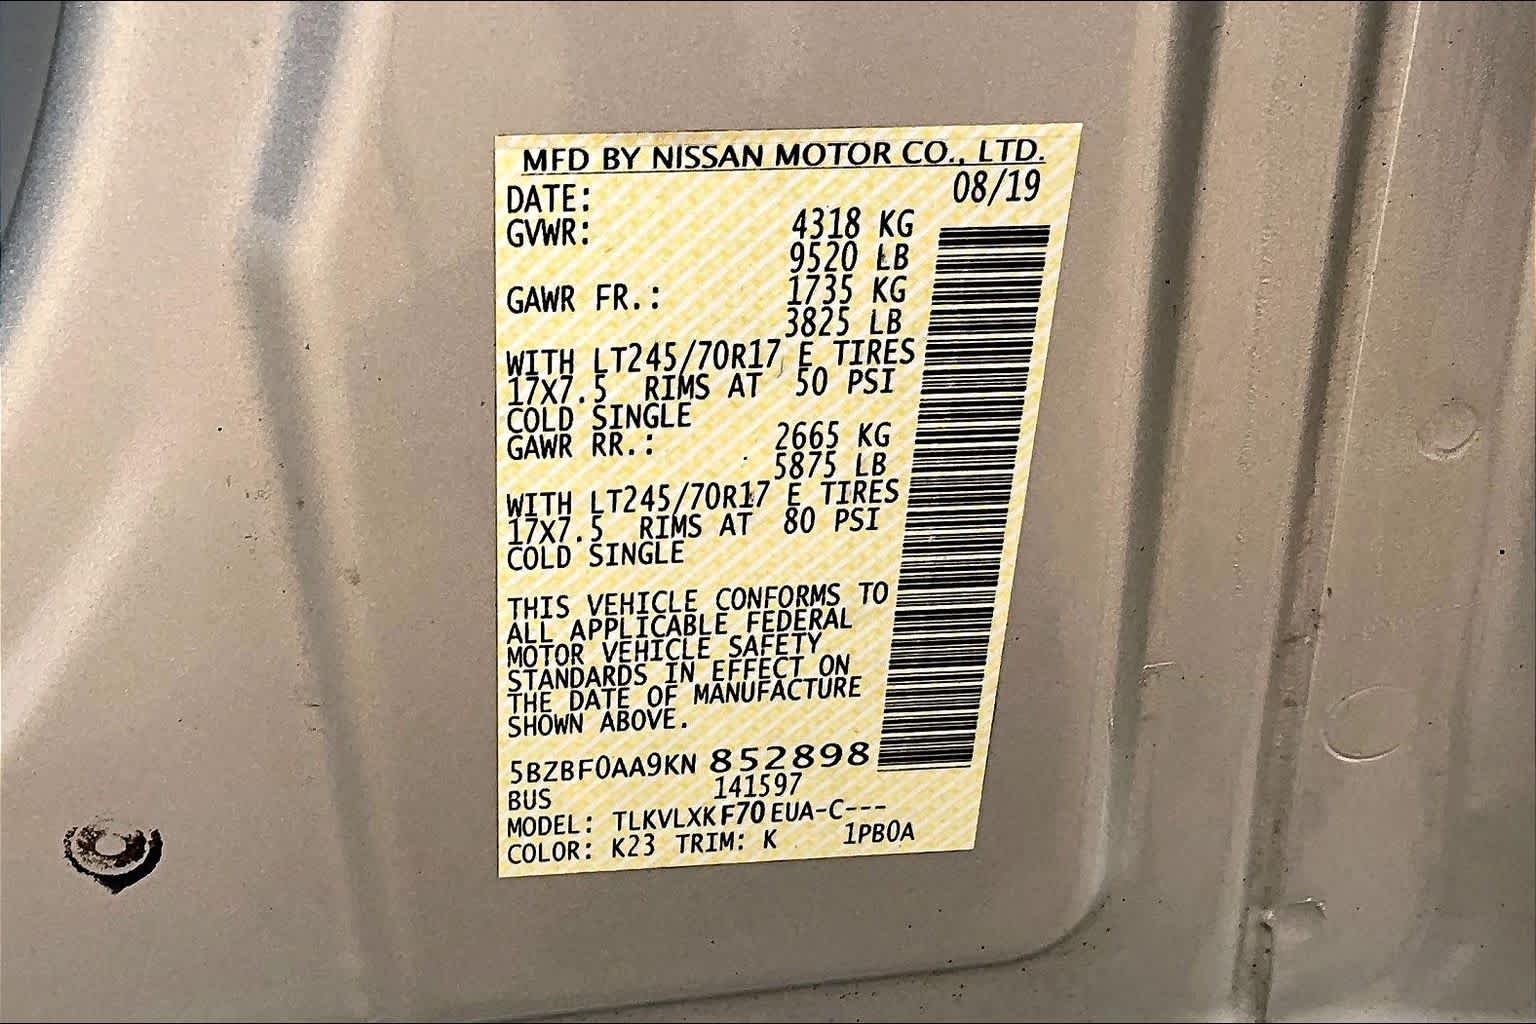 MFD BY NISSAN MOTOR CO., LTD.
DATE: 08/19
GVWR: 4318 KG
9520 LB
GAWR FR.: 1735 KG
3825 LB
WITH LT245/70R17 E TIRES
17X7.5 RIMS AT 50 PSI
COLD SINGLE
GAWR RR.: 2665 KG
5875 LB
WITH LT245/70R17 E TIRES
17X7.5 RIMS AT 80 PSI
COLD SINGLE
THIS VEHICLE CONFORMS TO
ALL APPLICABLE FEDERAL
MOTOR VEHICLE SAFETY
STANDARDS IN EFFECT ON
THE DATE OF MANUFACTURE
SHOWN ABOVE.
5BZBF0AA9KN 852898
BUS 141597
MODEL: TLKVLXKF70EUA-C---
COLOR: K23 TRIM: K 1PB0A